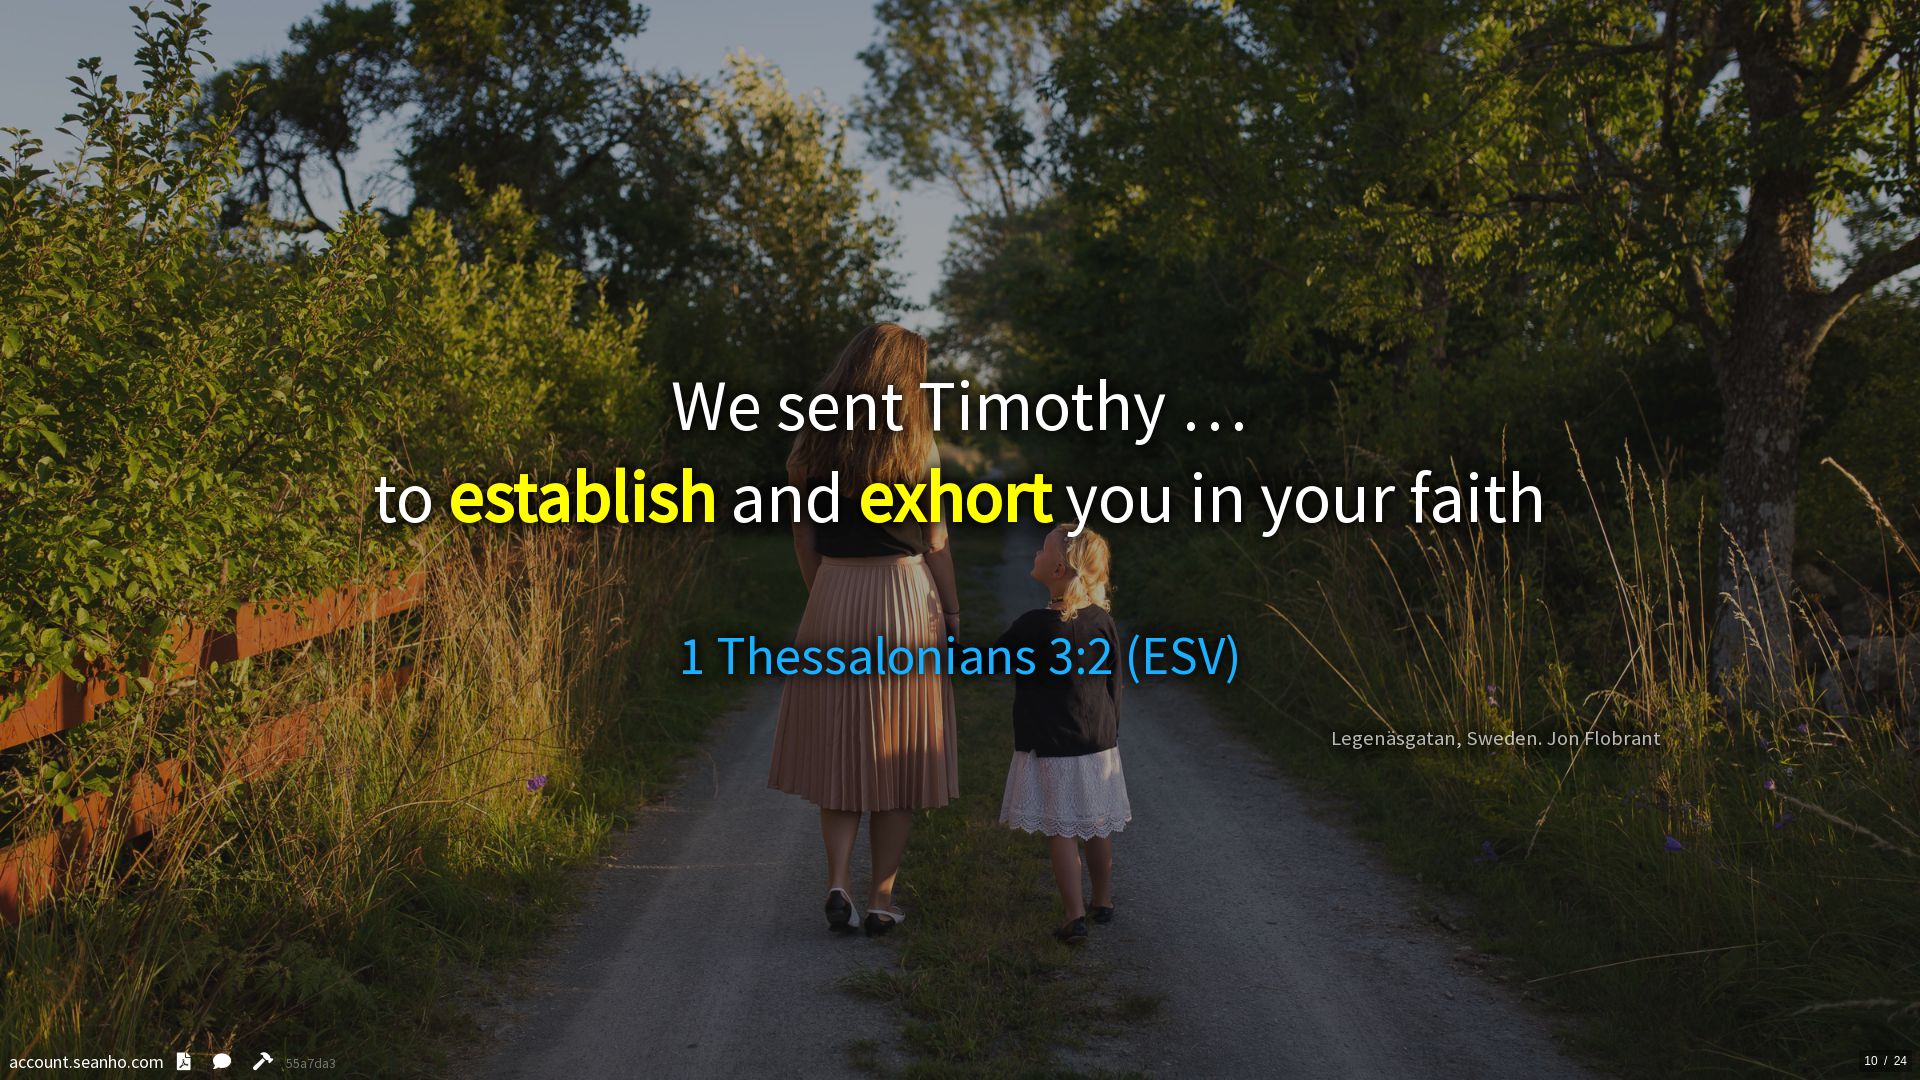 We sent Timothy …
to establish and exhort you in your faith
1 Thessalonians 3:2 (ESV)
Legenäsgatan, Sweden. Jon Flobrant
account.seanho.com 55a7da3
10 / 24